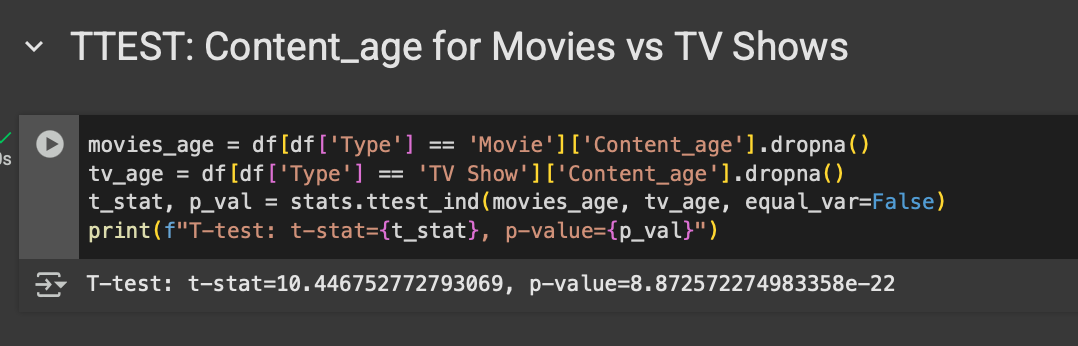 TTEST: Content_age for Movies vs TV Shows
movies_age = df[df['Type'] == 'Movie']['Content_age'].dropna()
tv_age = df[df['Type'] == 'TV Show']['Content_age'].dropna()
t_stat, p_val = stats.ttest_ind(movies_age, tv_age, equal_var=False)
print(f"T-test: t-stat={t_stat}, p-value={p_val}")
T-test: t-stat=10.446752772793069, p-value=8.872572274983358e-22